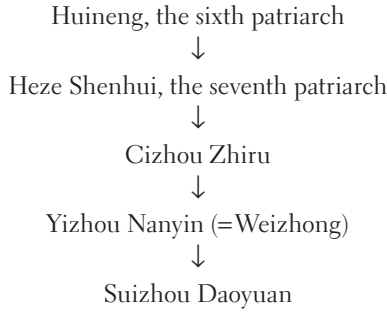 Huineng, the sixth patriarch
↓
Heze Shenhui, the seventh patriarch
↓
Cizhou Zhiru
↓
Yizhou Nanyin (=Weizhong)
↓
Suizhou Daoyuan